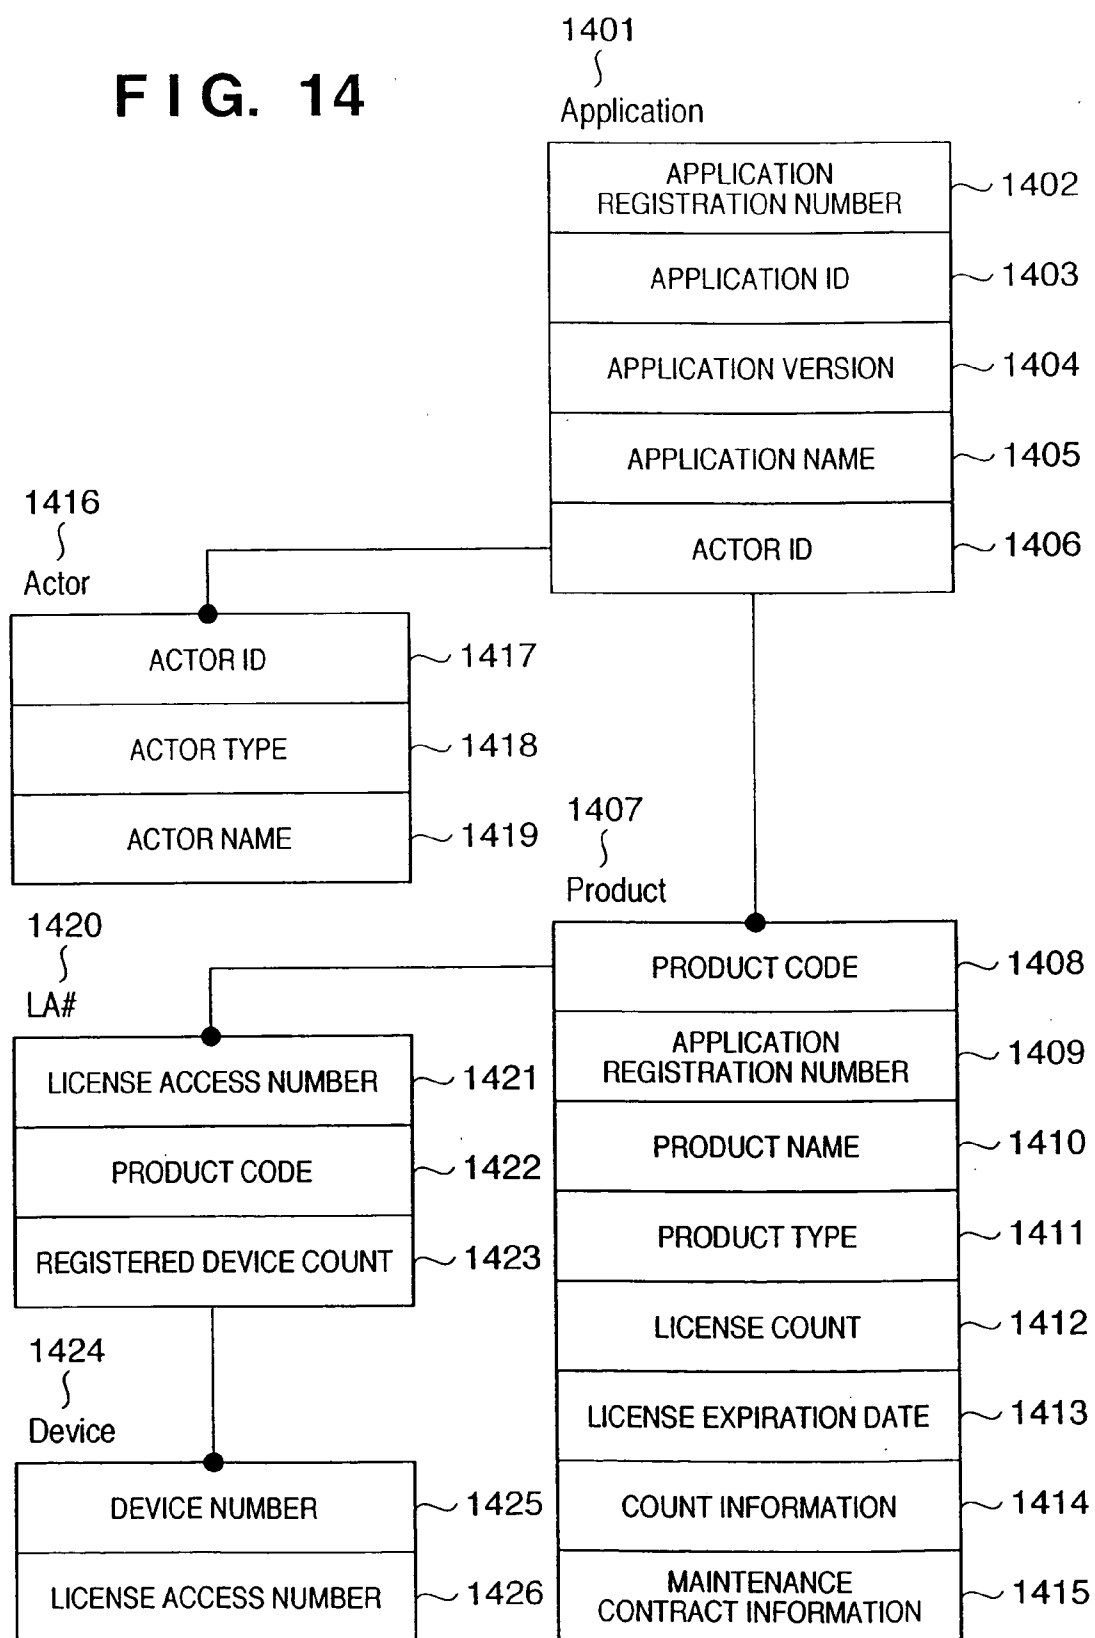 FIG. 14
1401
Application
APPLICATION
REGISTRATION NUMBER
1402
APPLICATION ID
1403
APPLICATION VERSION
1404
APPLICATION NAME
1405
ACTOR ID
1406
1416
Actor
ACTOR ID
1417
ACTOR TYPE
1418
ACTOR NAME
1419
1407
Product
PRODUCT CODE
1408
APPLICATION
REGISTRATION NUMBER
1409
PRODUCT NAME
1410
PRODUCT TYPE
1411
LICENSE COUNT
1412
LICENSE EXPIRATION DATE
1413
COUNT INFORMATION
1414
MAINTENANCE
CONTRACT INFORMATION
1415
1420
LA#
LICENSE ACCESS NUMBER
1421
PRODUCT CODE
1422
REGISTERED DEVICE COUNT
1423
1424
Device
DEVICE NUMBER
1425
LICENSE ACCESS NUMBER
1426